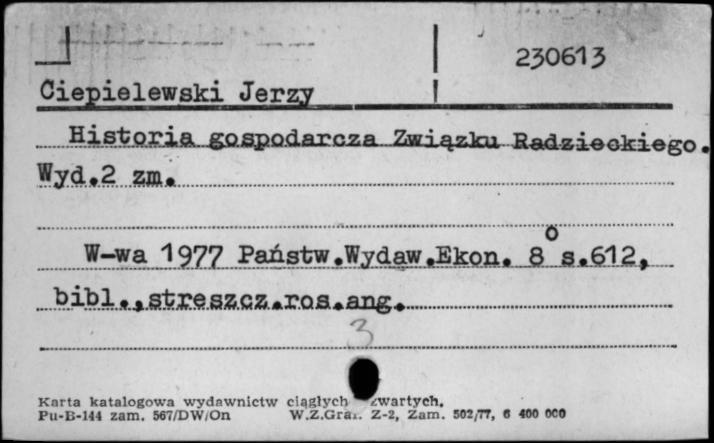 230613
Ciepielewski Jerzy
Historia gospodarcza Związku Radzieckiego.
Wyd.2 zm.
W-wa 1977 Państw.Wydaw.Ekon. 8° s.612,
bibl.,streszcz.ros.ang.
3
Karta katalogowa wydawnictw ciągłych zwartych.
Pu-B-144 zam. 567/DW/On W.Z.Graf. Z-2, Zam. 502/77, 6 400 000